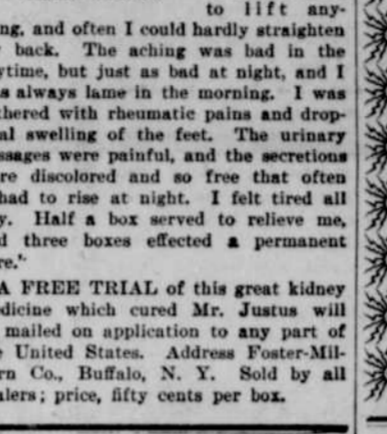 to lift any-
ng, and often I could hardly straighten
back. The aching was bad in the
ytime, but just as bad at night, and I
s always lame in the morning. I was
thered with rheumatic pains and drop-
al swelling of the feet. The urinary
ssages were painful, and the secretions
re discolored and so free that often
had to rise at night. I felt tired all
y. Half a box served to relieve me,
d three boxes effected a permanent
re."
A FREE TRIAL of this great kidney
dicine which cured Mr. Justus will
mailed on application to any part of
e United States. Address Foster-Mil-
rn Co., Buffalo, N. Y. Sold by all
alers; price, fifty cents per box.